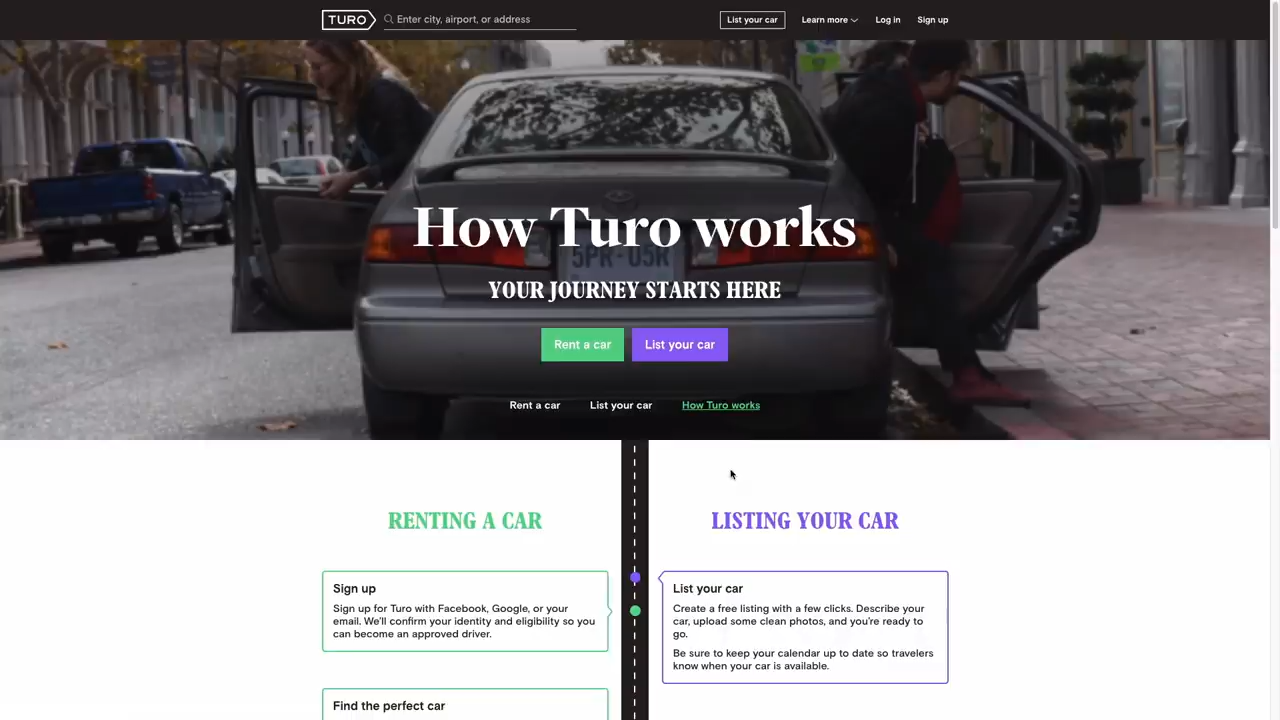 TURO
Enter city, airport, or address
List your car
Learn more
Log in
Sign up
How Turo works
YOUR JOURNEY STARTS HERE
Rent a car
List your car
Rent a car
List your car
How Turo works
RENTING A CAR
Sign up
Sign up for Turo with Facebook, Google, or your
email. We'll confirm your identity and eligibility so you
can become an approved driver.
Find the perfect car
LISTING YOUR CAR
List your car
Create a free listing with a few clicks. Describe your
car, upload some clean photos, and you're ready to
go.
Be sure to keep your calendar up to date so travelers
know when your car is available.